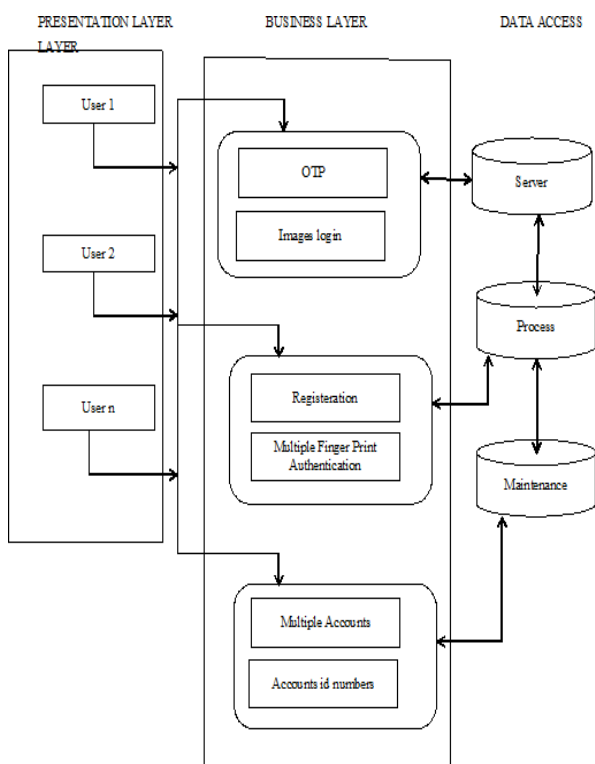 PRESENTATION LAYER
BUSINESS LAYER
DATA ACCESS
LAYER
User 1
User 2
User n
OTP
Images login
Registeration
Multiple Finger Print
Authentication
Multiple Accounts
Accounts id numbers
Server
Process
Maintenance